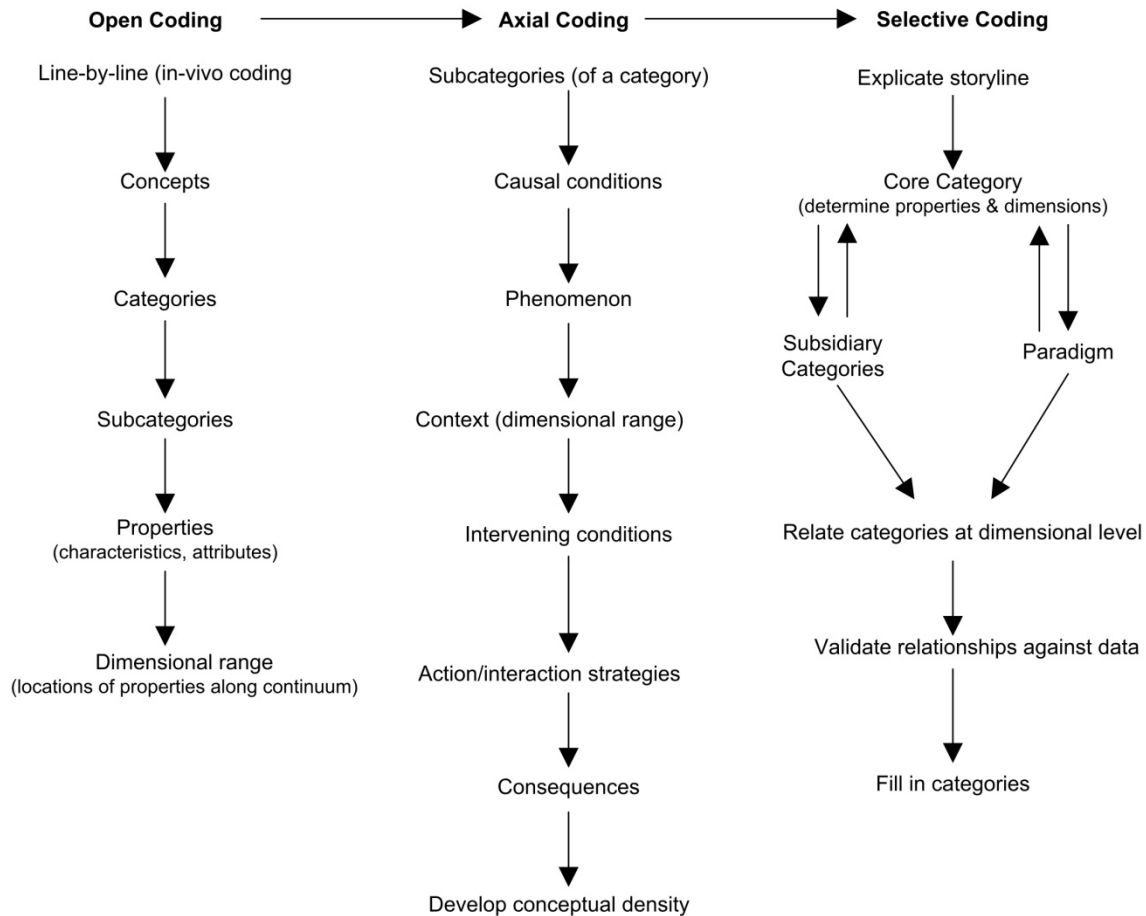 Open Coding
Axial Coding
Selective Coding
Line-by-line (in-vivo coding
Concepts
Categories
Subcategories
Properties
(characteristics, attributes)
Dimensional range
(locations of properties along continuum)
Subcategories (of a category)
Causal conditions
Phenomenon
Context (dimensional range)
Intervening conditions
Action/interaction strategies
Consequences
Develop conceptual density
Explicate storyline
Core Category
(determine properties & dimensions)
Subsidiary
Categories
Paradigm
Relate categories at dimensional level
Validate relationships against data
Fill in categories